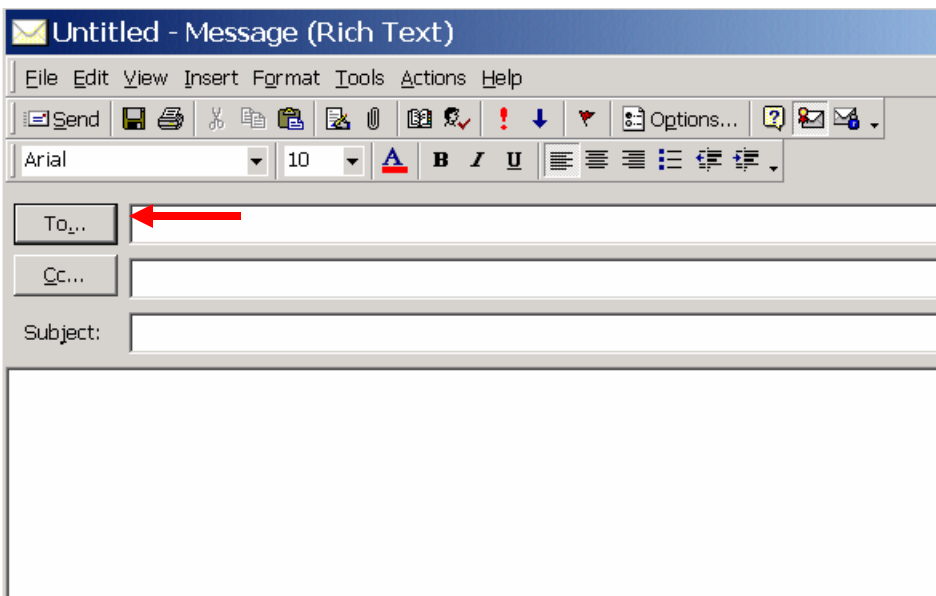 Untitled - Message (Rich Text)
File Edit View Insert Format Tools Actions Help
Send Options...
Arial 10 A B I U
To...
Cc...
Subject: